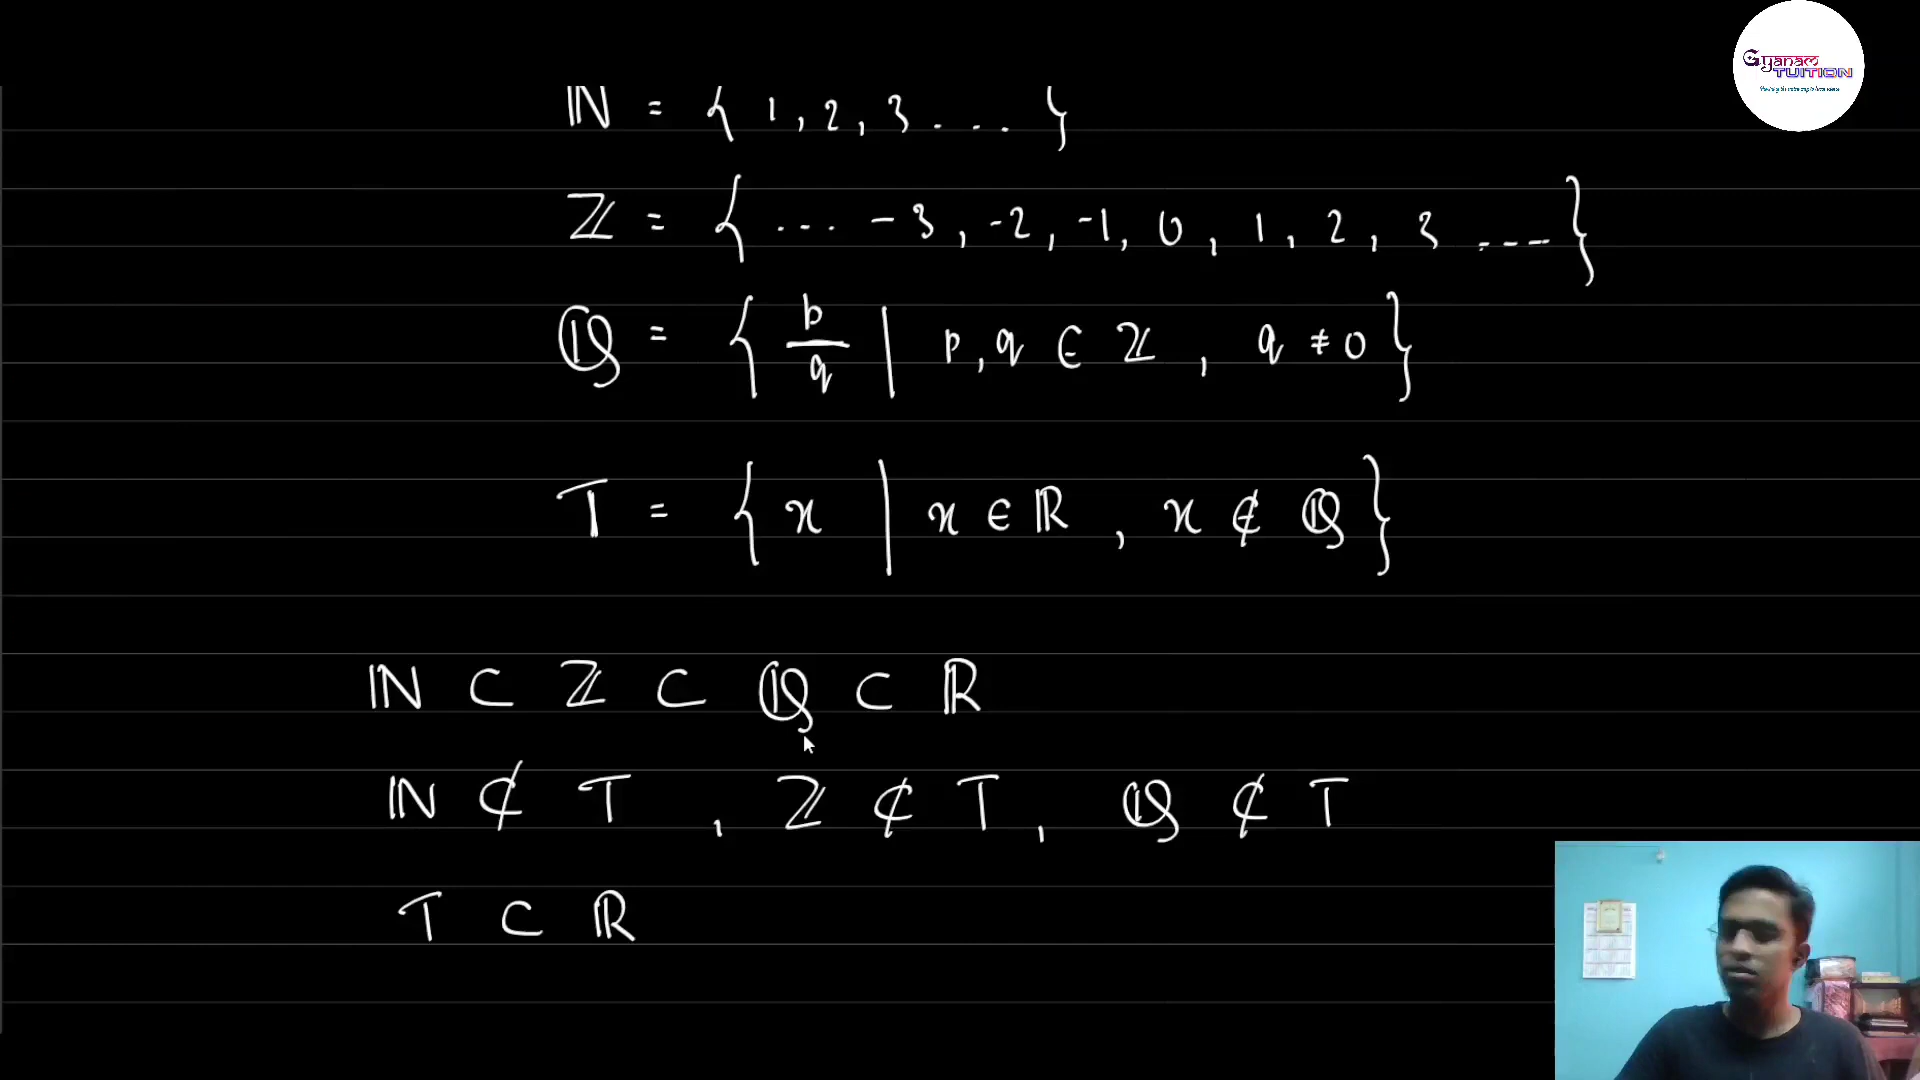 Gyanam
TUITION
ℕ = { 1, 2, 3 . . . . }
ℤ = { ... -3, -2, -1, 0, 1, 2, 3 .... }
ℚ = { p/q | p, q ∈ ℤ, q ≠ 0 }
T = { x | x ∈ ℝ, x ∉ ℚ }
ℕ ⊂ ℤ ⊂ ℚ ⊂ ℝ
ℕ ⊄ T, ℤ ⊄ T, ℚ ⊄ T
T ⊂ ℝ